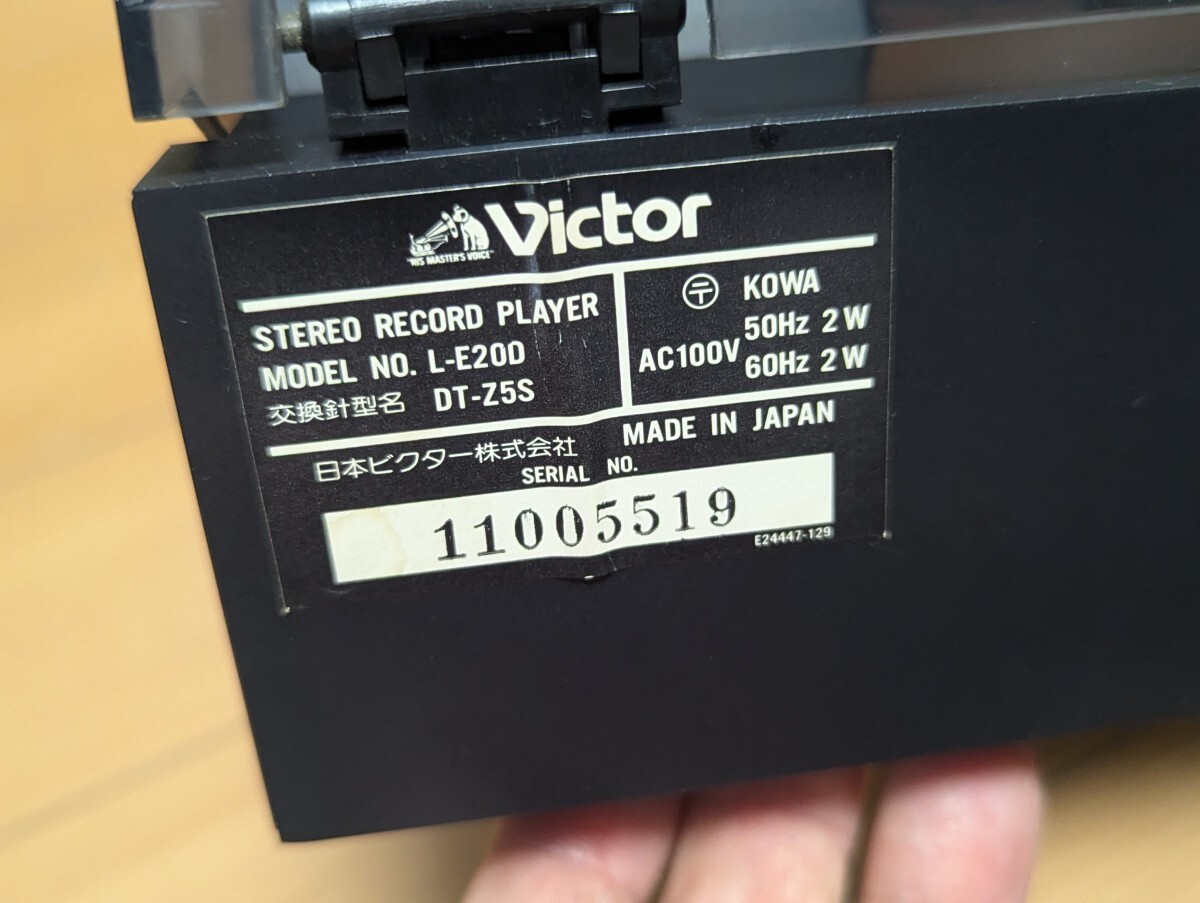 Victor
"HIS MASTER'S VOICE"
STEREO RECORD PLAYER
MODEL NO. L-E20D
交換針型名 DT-Z5S
〒 KOWA
AC100V 50Hz 2W
60Hz 2W
日本ビクター株式会社 MADE IN JAPAN
SERIAL NO.
11005519
E24447-129